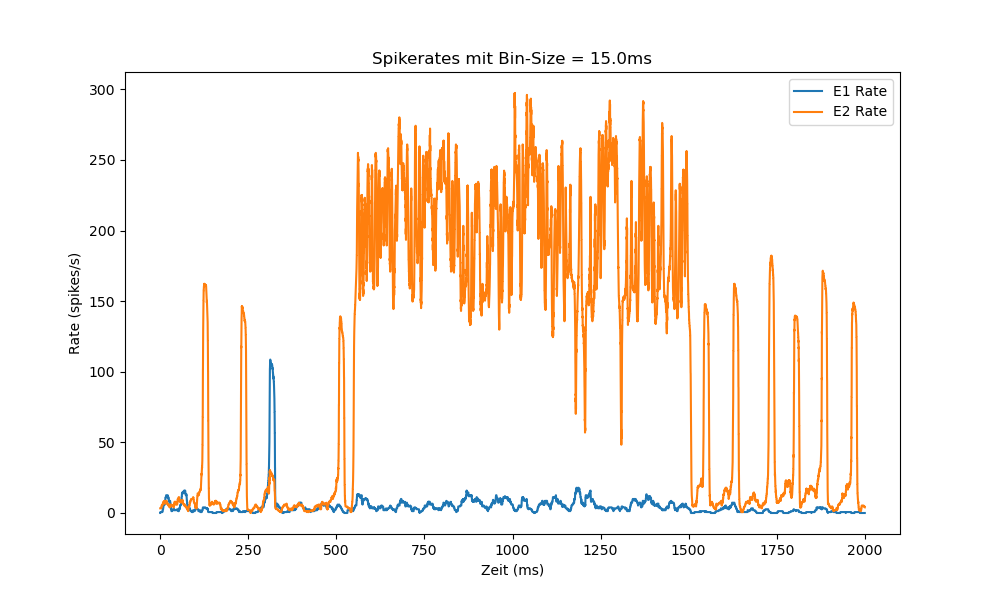 Spikerates mit Bin-Size = 15.0ms
E1 Rate
E2 Rate
300
250
200
150
100
50
0
Rate (spikes/s)
0 250 500 750 1000 1250 1500 1750 2000
Zeit (ms)